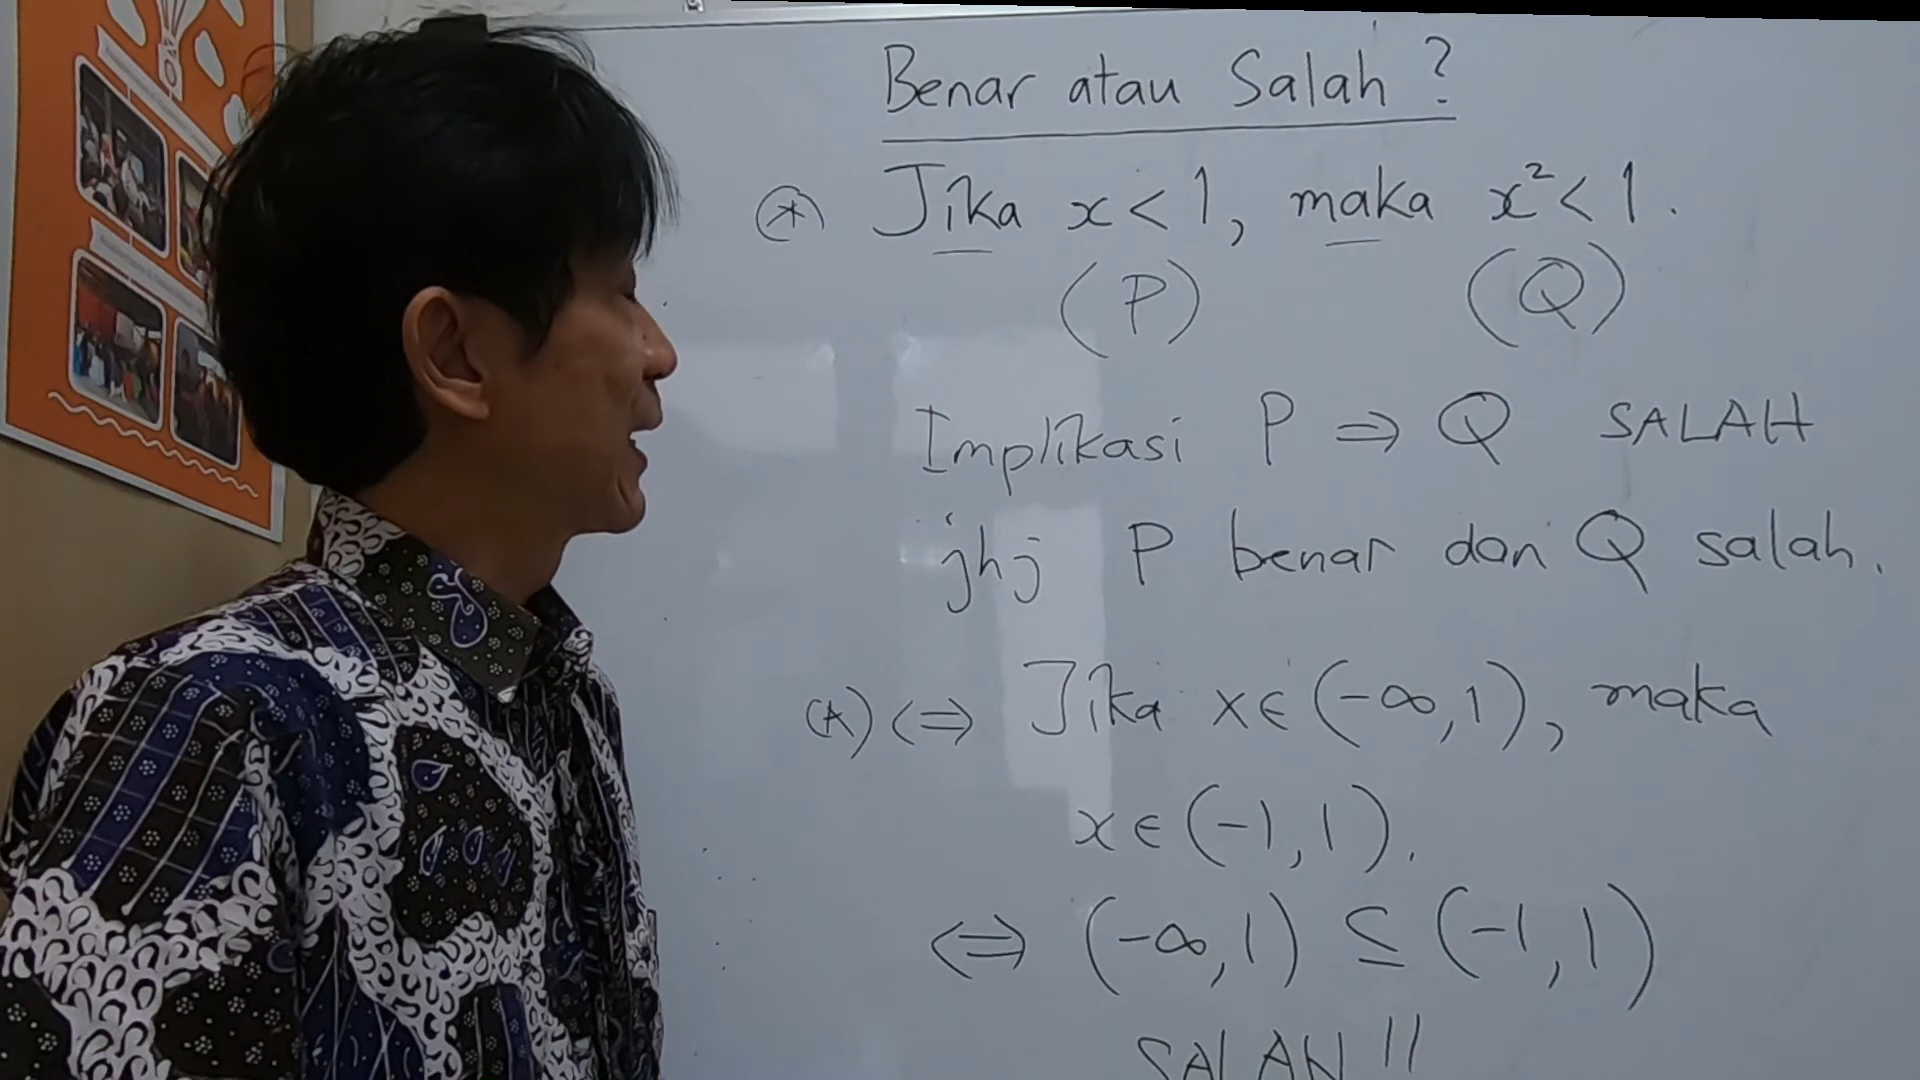 Benar atau Salah?
(*) Jika x < 1, maka x² < 1.
(P) (Q)
Implikasi P ⇒ Q SALAH
jhj P benar dan Q salah.
(*) ⇔ Jika x ∈ (-∞, 1), maka
x ∈ (-1, 1).
⇔ (-∞, 1) ⊆ (-1, 1)
SALAH !!